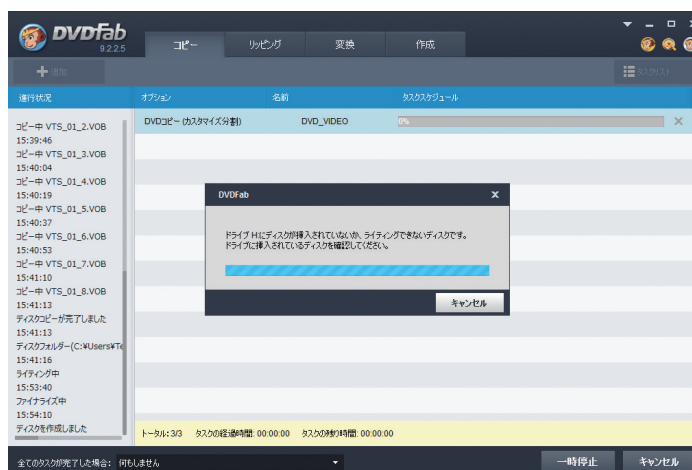 DVDFab
9.2.2.5
コピー
リッピング
変換
作成
追加
タスクリスト
進行状況
オプション
名前
タスクスケジュール
コピー中 VTS_01_2.VOB
15:39:46
コピー中 VTS_01_3.VOB
15:40:04
コピー中 VTS_01_4.VOB
15:40:19
コピー中 VTS_01_5.VOB
15:40:37
コピー中 VTS_01_6.VOB
15:40:53
コピー中 VTS_01_7.VOB
15:41:10
コピー中 VTS_01_8.VOB
15:41:13
ディスクコピーが完了しました
15:41:13
ディスクフォルダー(C:¥Users¥Te
15:41:16
ライティング中
15:53:40
ファイナライズ中
15:54:10
ディスクを作成しました
DVDコピー (カスタマイズ分割)
DVD_VIDEO
0%
DVDFab
ドライブ Hにディスクが挿入されていないか、ライティングできないディスクです。
ドライブに挿入されているディスクを確認してください。
キャンセル
トータル: 3/3 タスクの経過時間: 00:00:00 タスクの残り時間: 00:00:00
全てのタスクが完了した場合: 何もしません
一時停止
キャンセル